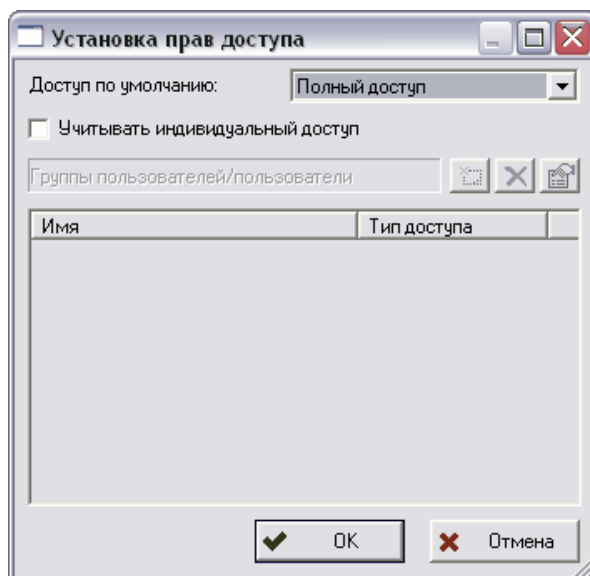 Установка прав доступа
Доступ по умолчанию: Полный доступ
Учитывать индивидуальный доступ
Группы пользователей/пользователи
Имя Тип доступа
OK Отмена